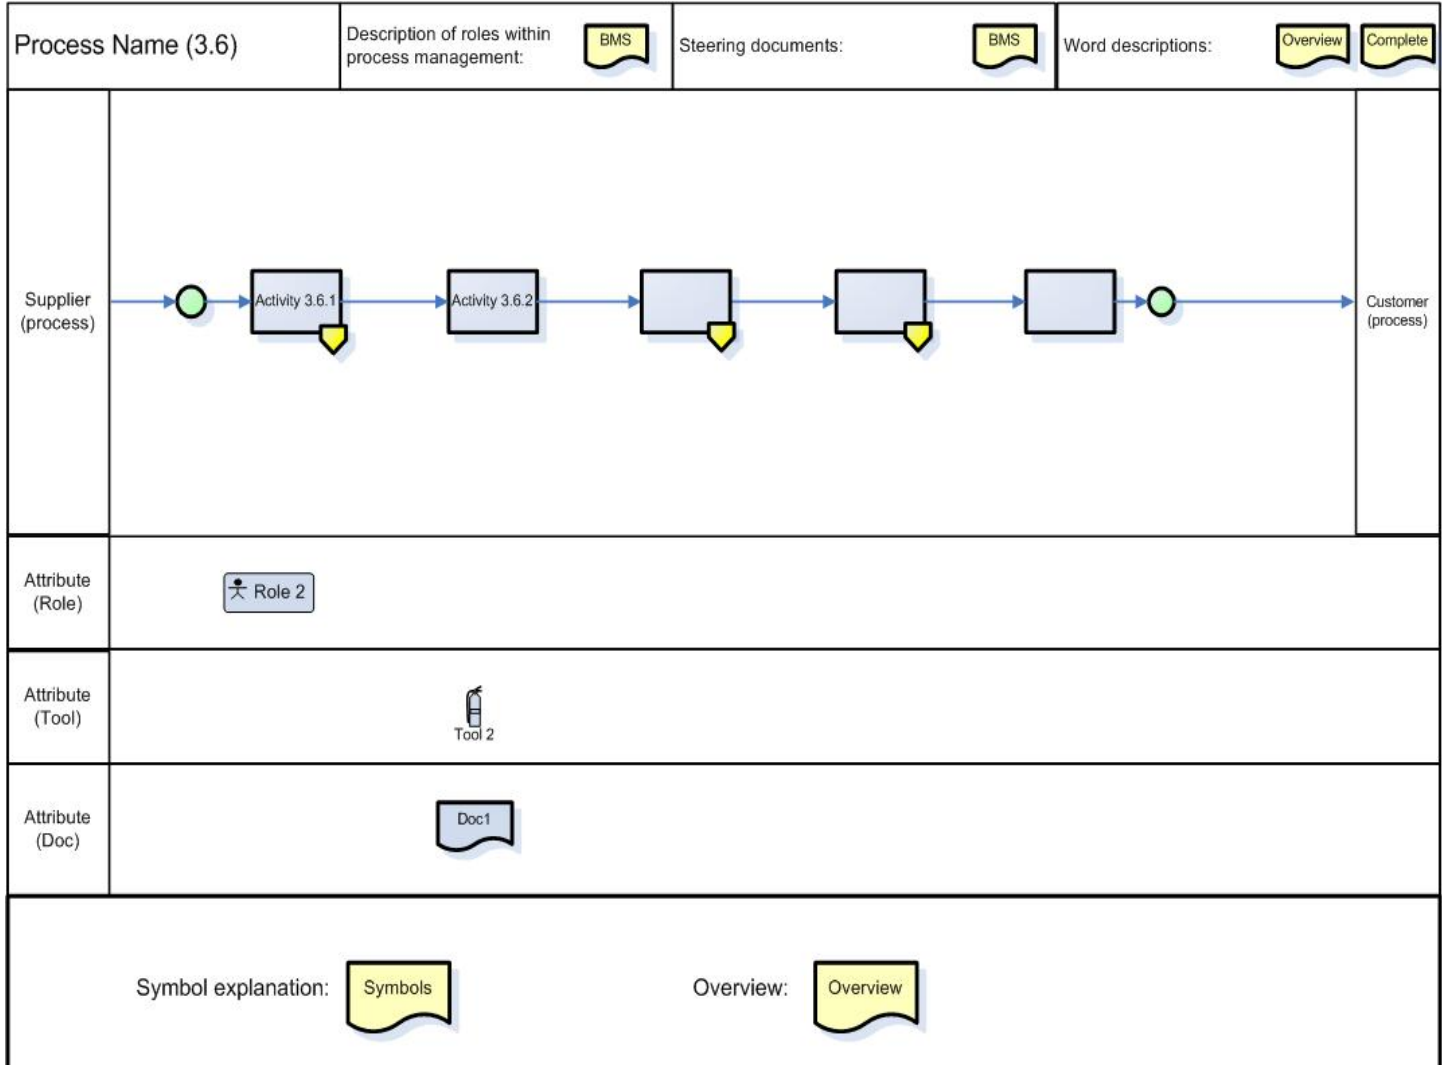 Process Name (3.6)
Description of roles within
process management:
BMS
Steering documents:
BMS
Word descriptions:
Overview
Complete
Supplier
(process)
Activity 3.6.1
Activity 3.6.2
Customer
(process)
Attribute
(Role)
Role 2
Attribute
(Tool)
Tool 2
Attribute
(Doc)
Doc1
Symbol explanation:
Symbols
Overview:
Overview